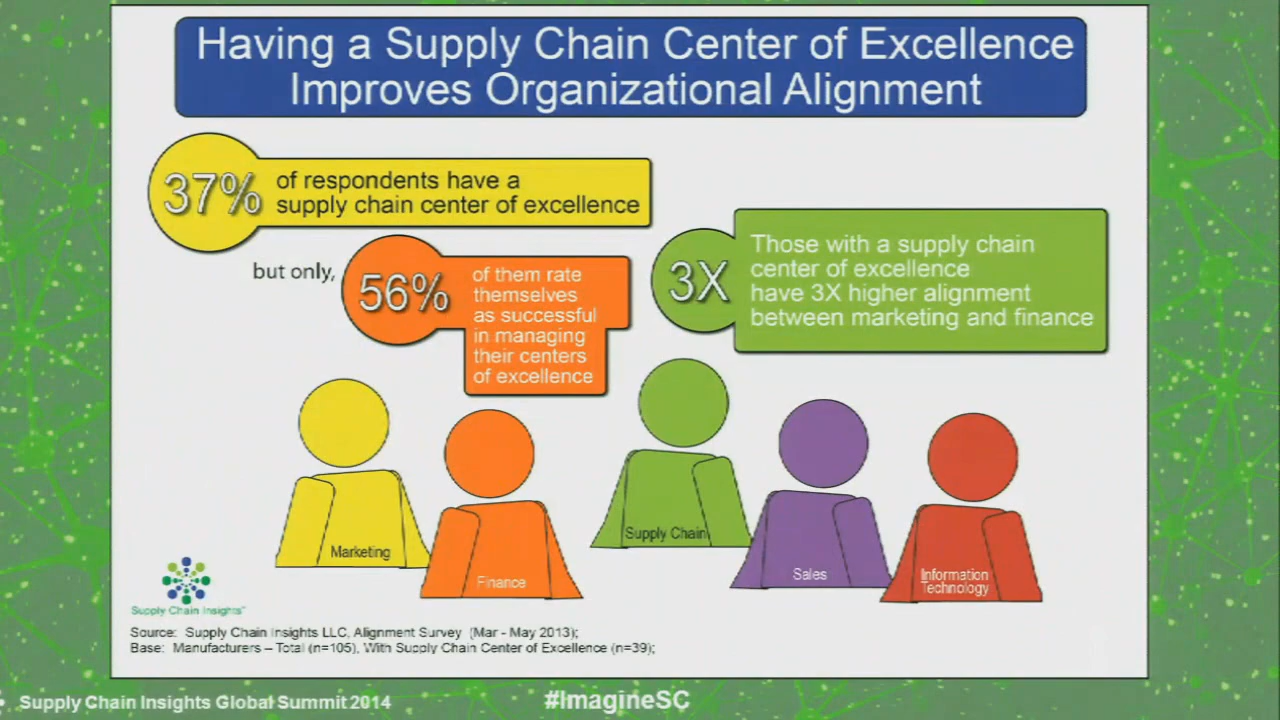 Having a Supply Chain Center of Excellence
Improves Organizational Alignment
37%
of respondents have a
supply chain center of excellence
but only,
56%
of them rate
themselves
as successful
in managing
their centers
of excellence
3X
Those with a supply chain
center of excellence
have 3X higher alignment
between marketing and finance
Marketing
Finance
Supply Chain
Sales
Information
Technology
Supply Chain Insights
Source: Supply Chain Insights LLC, Alignment Survey (Mar - May 2013);
Base: Manufacturers – Total (n=105), With Supply Chain Center of Excellence (n=39);
Supply Chain Insights Global Summit 2014
#ImagineSC